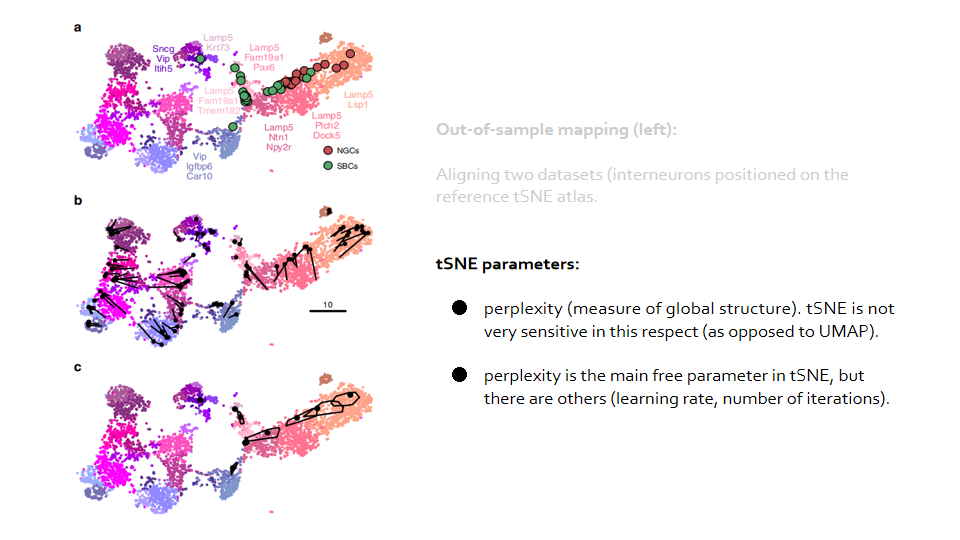 a
Lamp5
Krt73
Sncg
Vip
Itih5
Lamp5
Fam19a1
Pax6
Lamp5
Fam19a1
Tmem182
Lamp5
Lsp1
Lamp5
Plch2
Dock5
Lamp5
Ntn1
Npy2r
Vip
Igfbp6
Car10
NGCs
SBCs
b
10
c
Out-of-sample mapping (left):
Aligning two datasets (interneurons positioned on the
reference tSNE atlas.
tSNE parameters:
perplexity (measure of global structure). tSNE is not
very sensitive in this respect (as opposed to UMAP).
perplexity is the main free parameter in tSNE, but
there are others (learning rate, number of iterations).